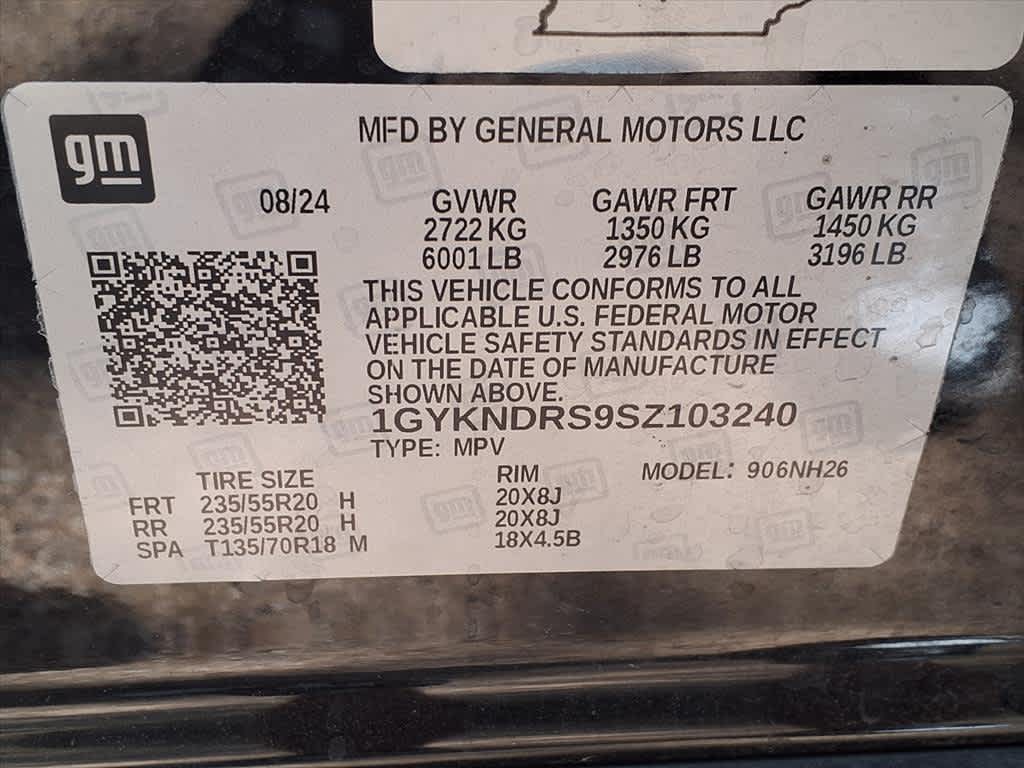 gm
MFD BY GENERAL MOTORS LLC
08/24 GVWR GAWR FRT GAWR RR
2722 KG 1350 KG 1450 KG
6001 LB 2976 LB 3196 LB
THIS VEHICLE CONFORMS TO ALL
APPLICABLE U.S. FEDERAL MOTOR
VEHICLE SAFETY STANDARDS IN EFFECT
ON THE DATE OF MANUFACTURE
SHOWN ABOVE.
1GYKNDRS9SZ103240
TYPE: MPV
TIRE SIZE RIM MODEL: 906NH26
FRT 235/55R20 H 20X8J
RR 235/55R20 H 20X8J
SPA T135/70R18 M 18X4.5B